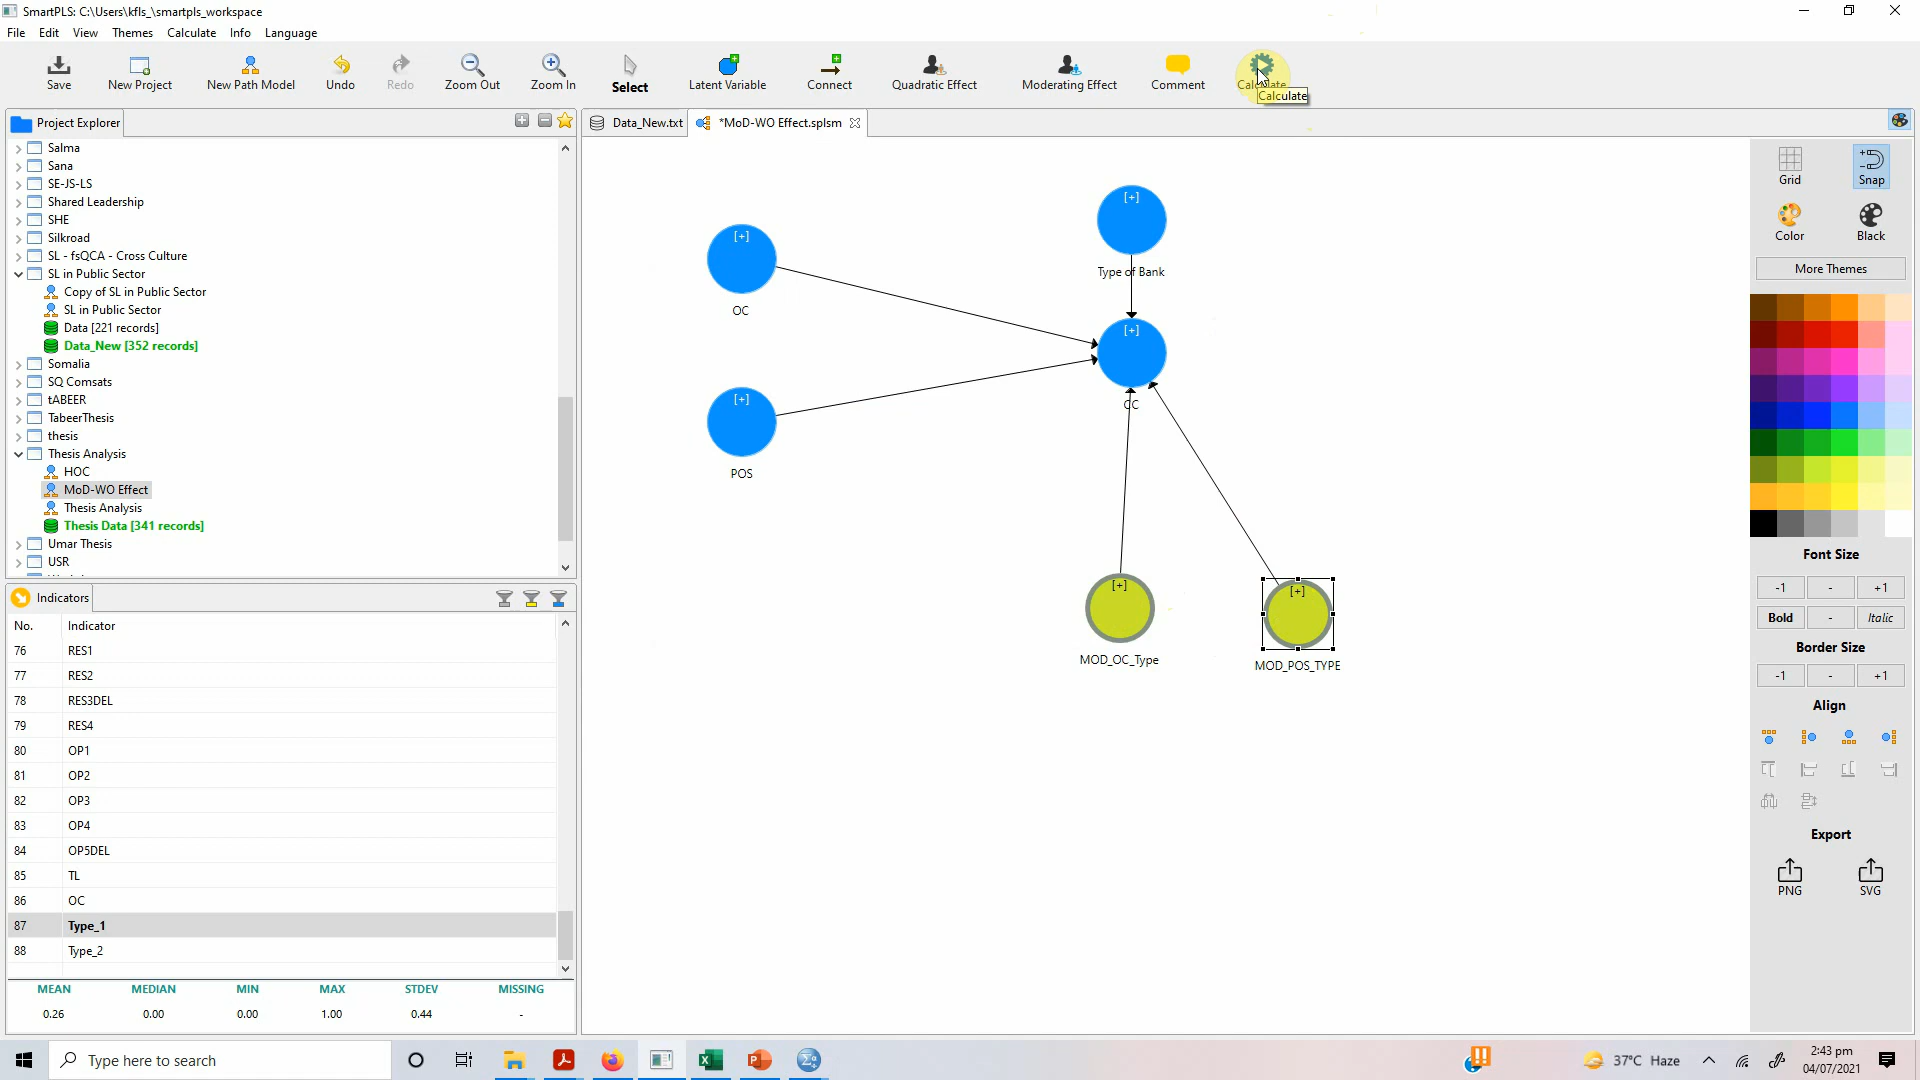 SmartPLS: C:\Users\kfls_\smartpls_workspace
File Edit View Themes Calculate Info Language
Save New Project New Path Model Undo Redo Zoom Out Zoom In Select Latent Variable Connect Quadratic Effect Moderating Effect Comment Calculate
Calculate
Project Explorer
Data_New.txt *MoD-WO Effect.splsm
Salma
Sana
SE-JS-LS
Shared Leadership
SHE
Silkroad
SL - fsQCA - Cross Culture
SL in Public Sector
Copy of SL in Public Sector
SL in Public Sector
Data [221 records]
Data_New [352 records]
Somalia
SQ Comsats
tABEER
TabeerThesis
thesis
Thesis Analysis
HOC
MoD-WO Effect
Thesis Analysis
Thesis Data [341 records]
Umar Thesis
USR
Indicators
No. Indicator
76 RES1
77 RES2
78 RES3DEL
79 RES4
80 OP1
81 OP2
82 OP3
83 OP4
84 OP5DEL
85 TL
86 OC
87 Type_1
88 Type_2
MEAN MEDIAN MIN MAX STDEV MISSING
0.26 0.00 0.00 1.00 0.44 -
[+]
Type of Bank
[+]
OC
[+]
CC
[+]
POS
[+]
MOD_OC_Type
[+]
MOD_POS_TYPE
Grid Snap
Color Black
More Themes
Font Size
-1 - +1
Bold - Italic
Border Size
-1 - +1
Align
Export
PNG SVG
Type here to search
37°C Haze
2:43 pm
04/07/2021